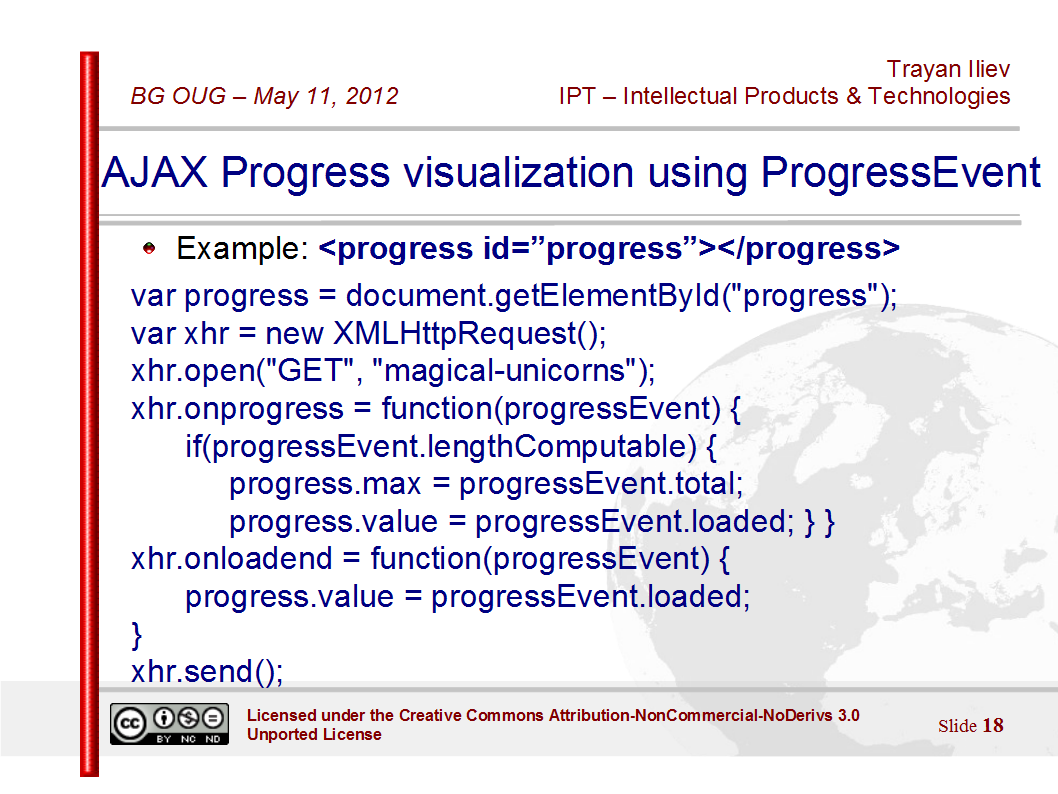 Trayan Iliev
BG OUG – May 11, 2012 IPT – Intellectual Products & Technologies
AJAX Progress visualization using ProgressEvent
Example: <progress id=”progress”></progress>
var progress = document.getElementById("progress");
var xhr = new XMLHttpRequest();
xhr.open("GET", "magical-unicorns");
xhr.onprogress = function(progressEvent) {
if(progressEvent.lengthComputable) {
progress.max = progressEvent.total;
progress.value = progressEvent.loaded; } }
xhr.onloadend = function(progressEvent) {
progress.value = progressEvent.loaded;
}
xhr.send();
cc BY NC ND
Licensed under the Creative Commons Attribution-NonCommercial-NoDerivs 3.0
Unported License
Slide 18